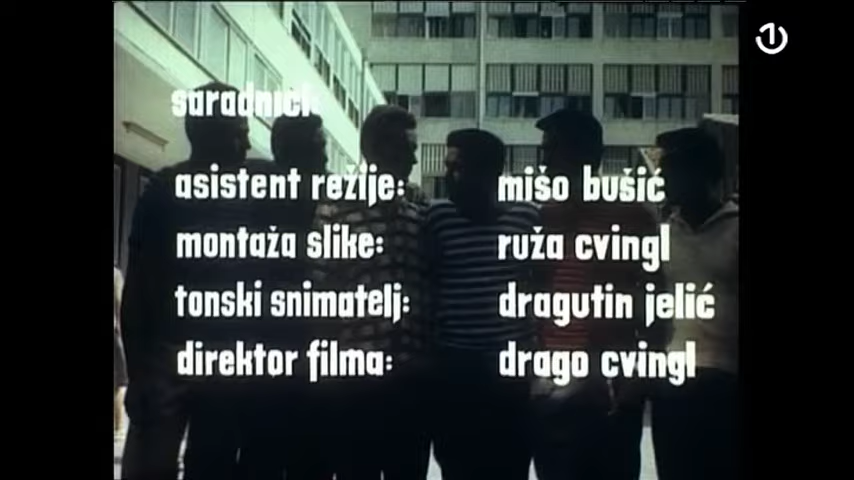 saradnici:
asistent režije: mišo bušić
montaža slike: ruža cvingl
tonski snimatelj: dragutin jelić
direktor filma: drago cvingl